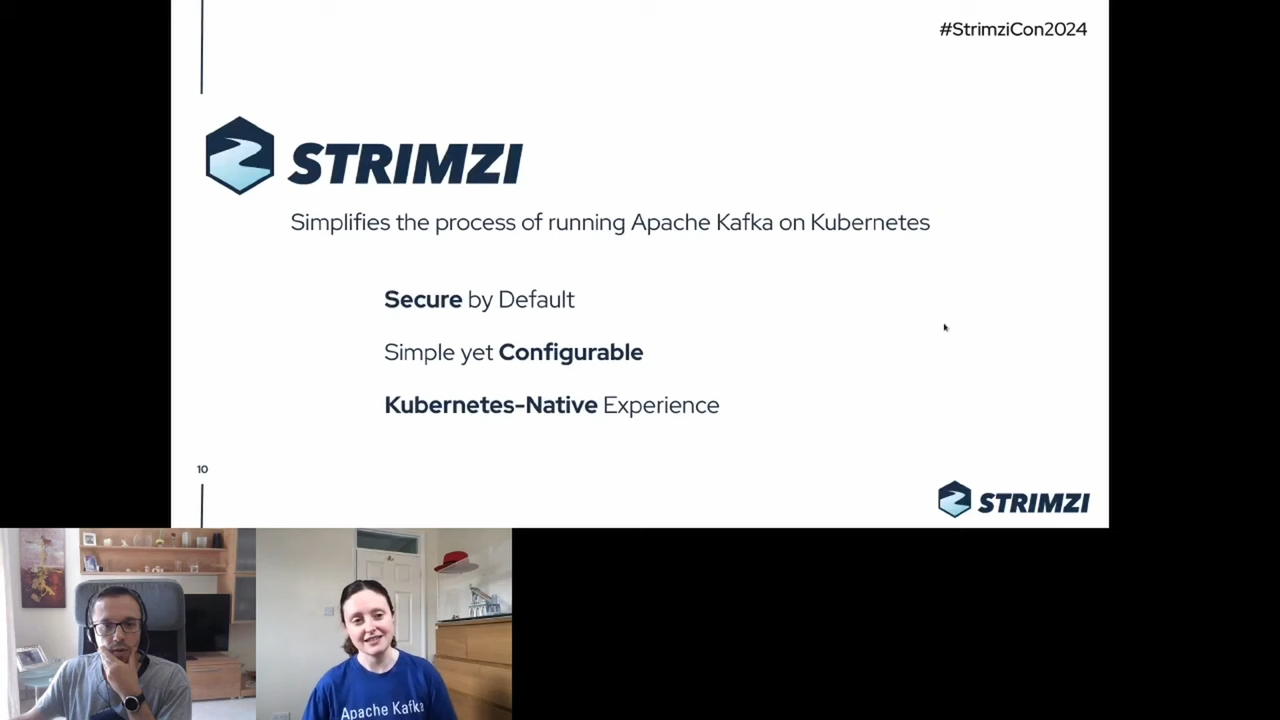 #StrimziCon2024
STRIMZI
Simplifies the process of running Apache Kafka on Kubernetes
Secure by Default
Simple yet Configurable
Kubernetes-Native Experience
10
STRIMZI
Apache Kafka